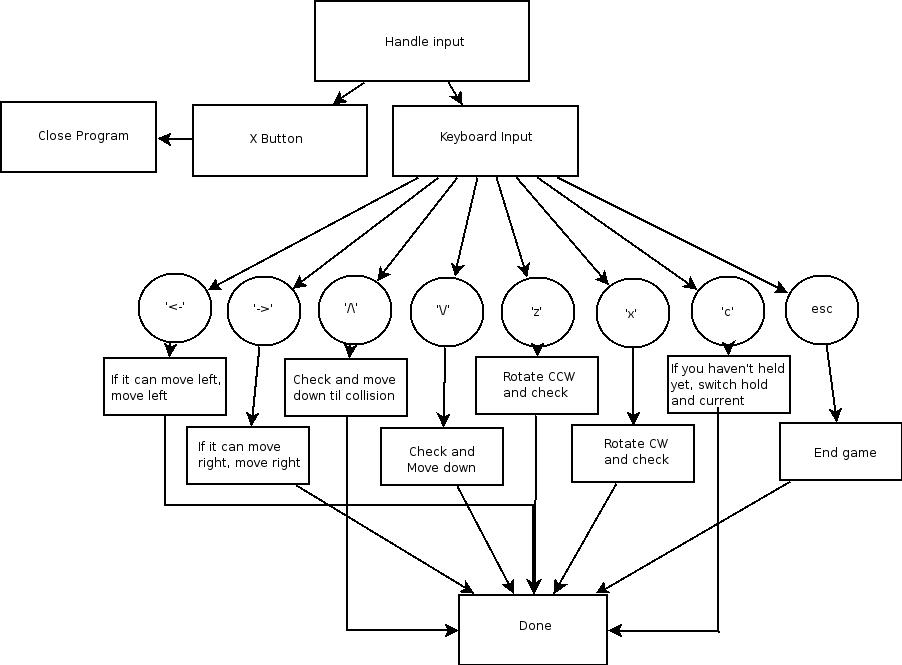 Handle input
Close Program
X Button
Keyboard Input
'<-'
'->'
'/\'
'\/'
'z'
'x'
'c'
esc
If it can move left,
move left
If it can move
right, move right
Check and move
down til collision
Check and
Move down
Rotate CCW
and check
Rotate CW
and check
If you haven't held
yet, switch hold
and current
End game
Done